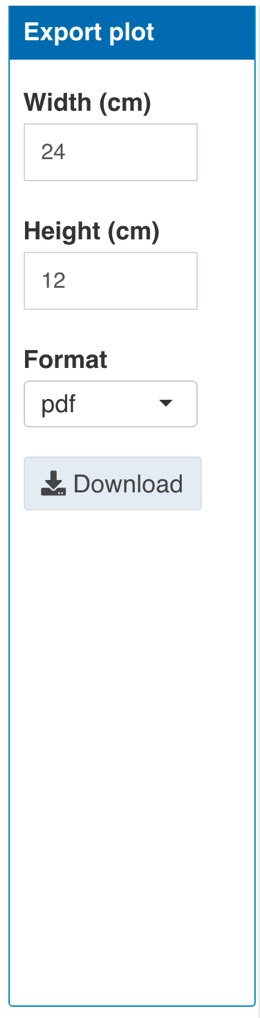 Export plot
Width (cm)
24
Height (cm)
12
Format
pdf
Download